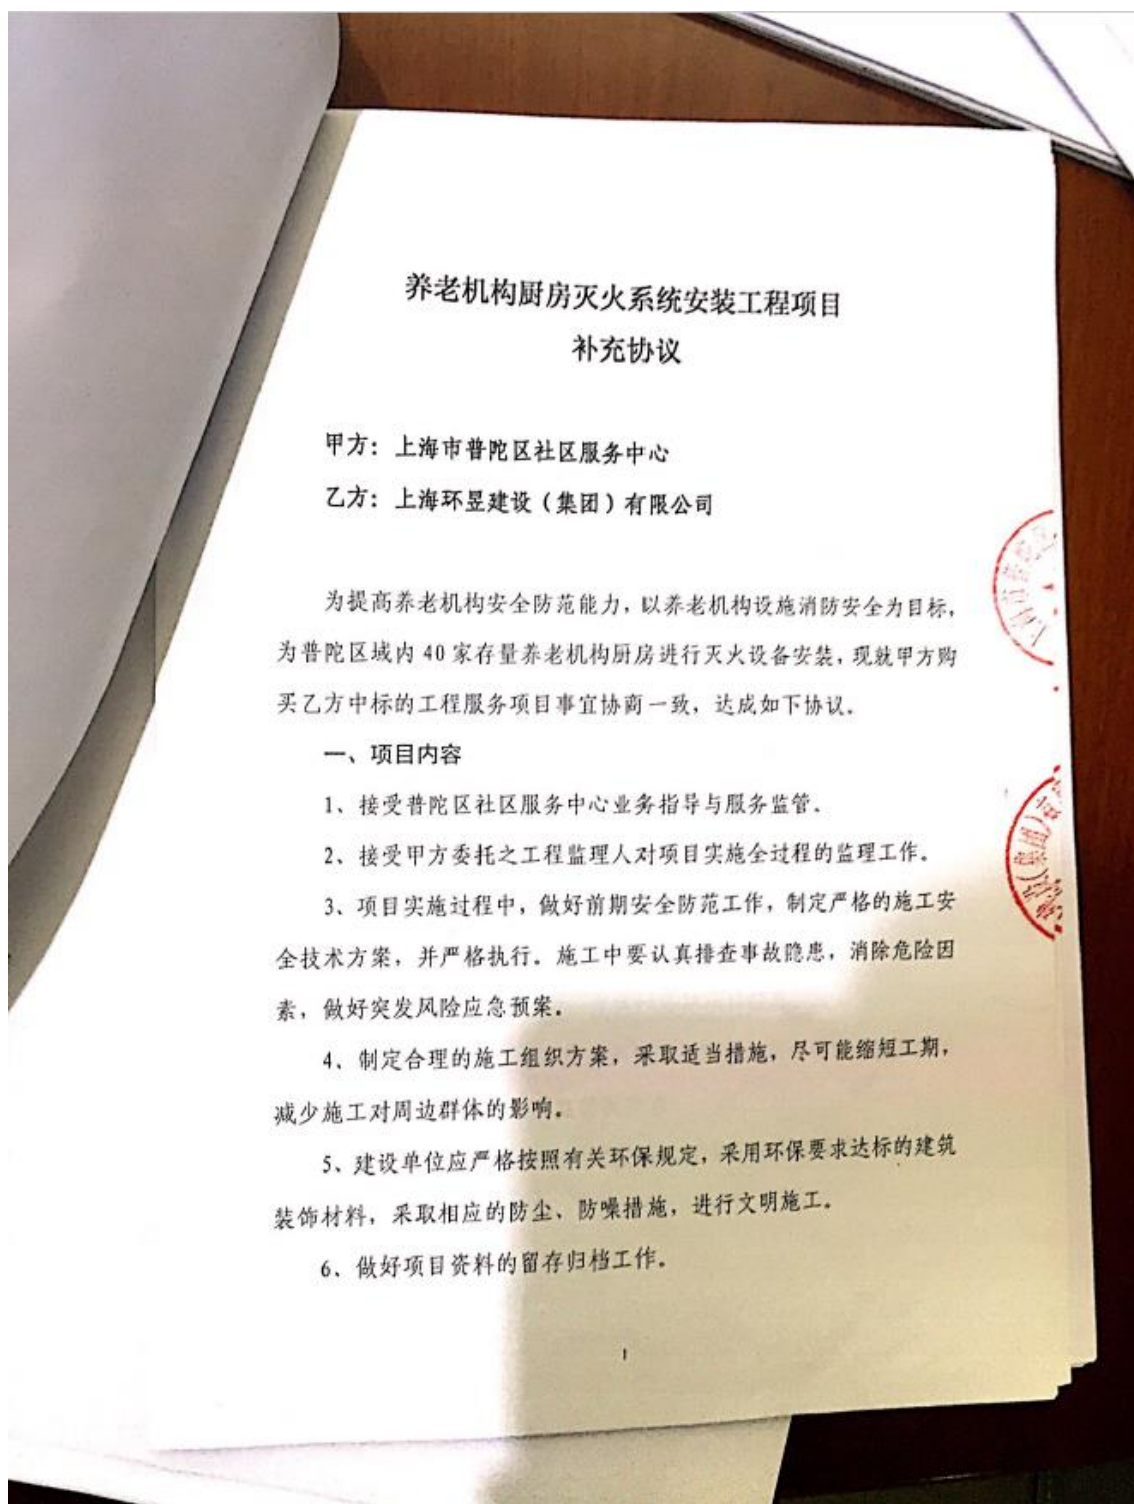 养老机构厨房灭火系统安装工程项目
补充协议
甲方：上海市普陀区社区服务中心
乙方：上海环昱建设（集团）有限公司
为提高养老机构安全防范能力，以养老机构设施消防安全为目标，
为普陀区域内 40 家存量养老机构厨房进行灭火设备安装，现就甲方购
买乙方中标的工程服务项目事宜协商一致，达成如下协议。
一、项目内容
1、接受普陀区社区服务中心业务指导与服务监管。
2、接受甲方委托之工程监理人对项目实施全过程的监理工作。
3、项目实施过程中，做好前期安全防范工作，制定严格的施工安
全技术方案，并严格执行。施工中要认真排查事故隐患，消除危险因
素，做好突发风险应急预案。
4、制定合理的施工组织方案，采取适当措施，尽可能缩短工期，
减少施工对周边群体的影响。
5、建设单位应严格按照有关环保规定，采用环保要求达标的建筑
装饰材料，采取相应的防尘、防噪措施，进行文明施工。
6、做好项目资料的留存归档工作。
1